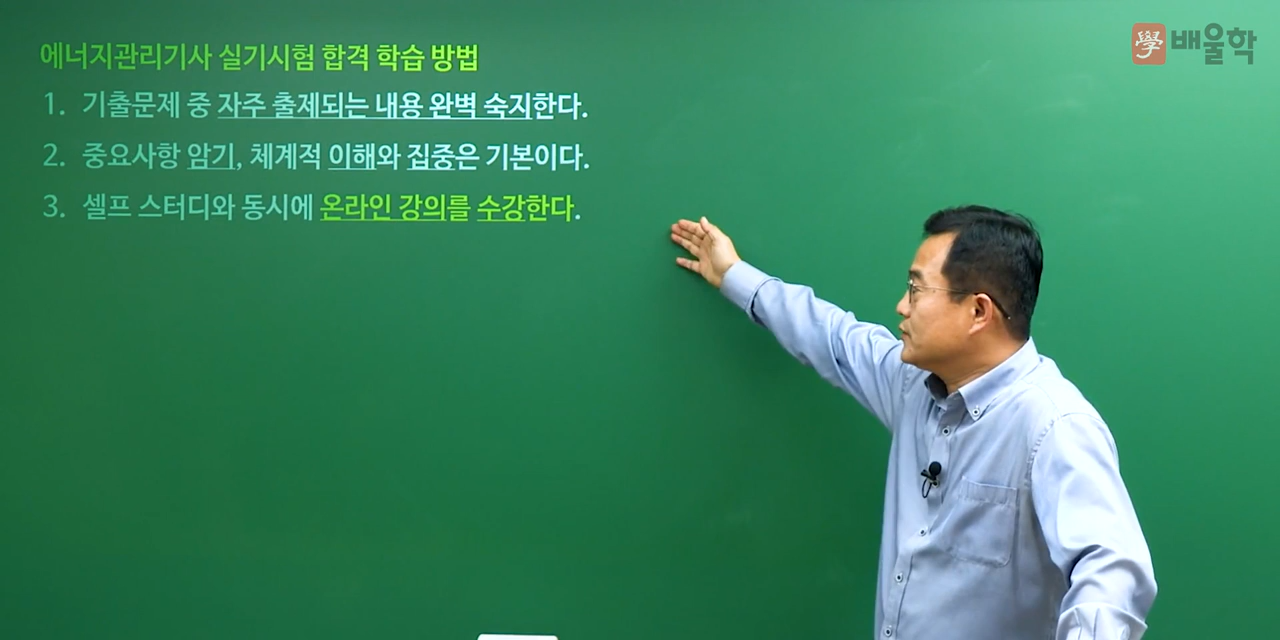 에너지관리기사 실기시험 합격 학습 방법
學 배울학
1. 기출문제 중 자주 출제되는 내용 완벽 숙지한다.
2. 중요사항 암기, 체계적 이해와 집중은 기본이다.
3. 셀프 스터디와 동시에 온라인 강의를 수강한다.